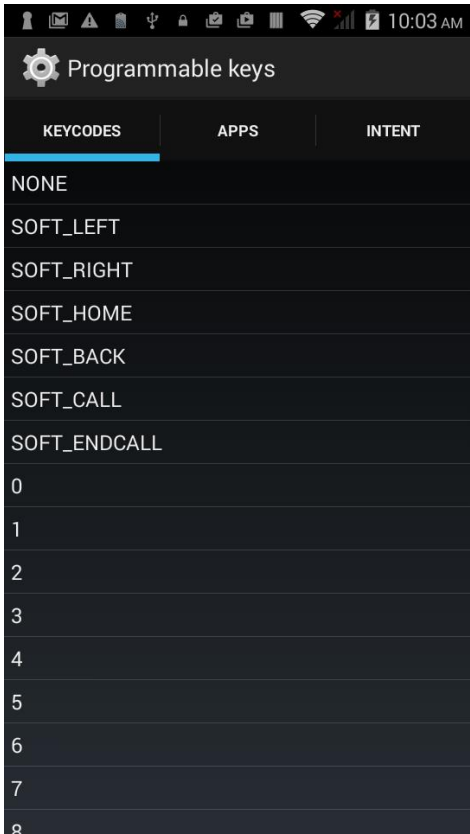 10:03 AM
Programmable keys
KEYCODES APPS INTENT
NONE
SOFT_LEFT
SOFT_RIGHT
SOFT_HOME
SOFT_BACK
SOFT_CALL
SOFT_ENDCALL
0
1
2
3
4
5
6
7
8